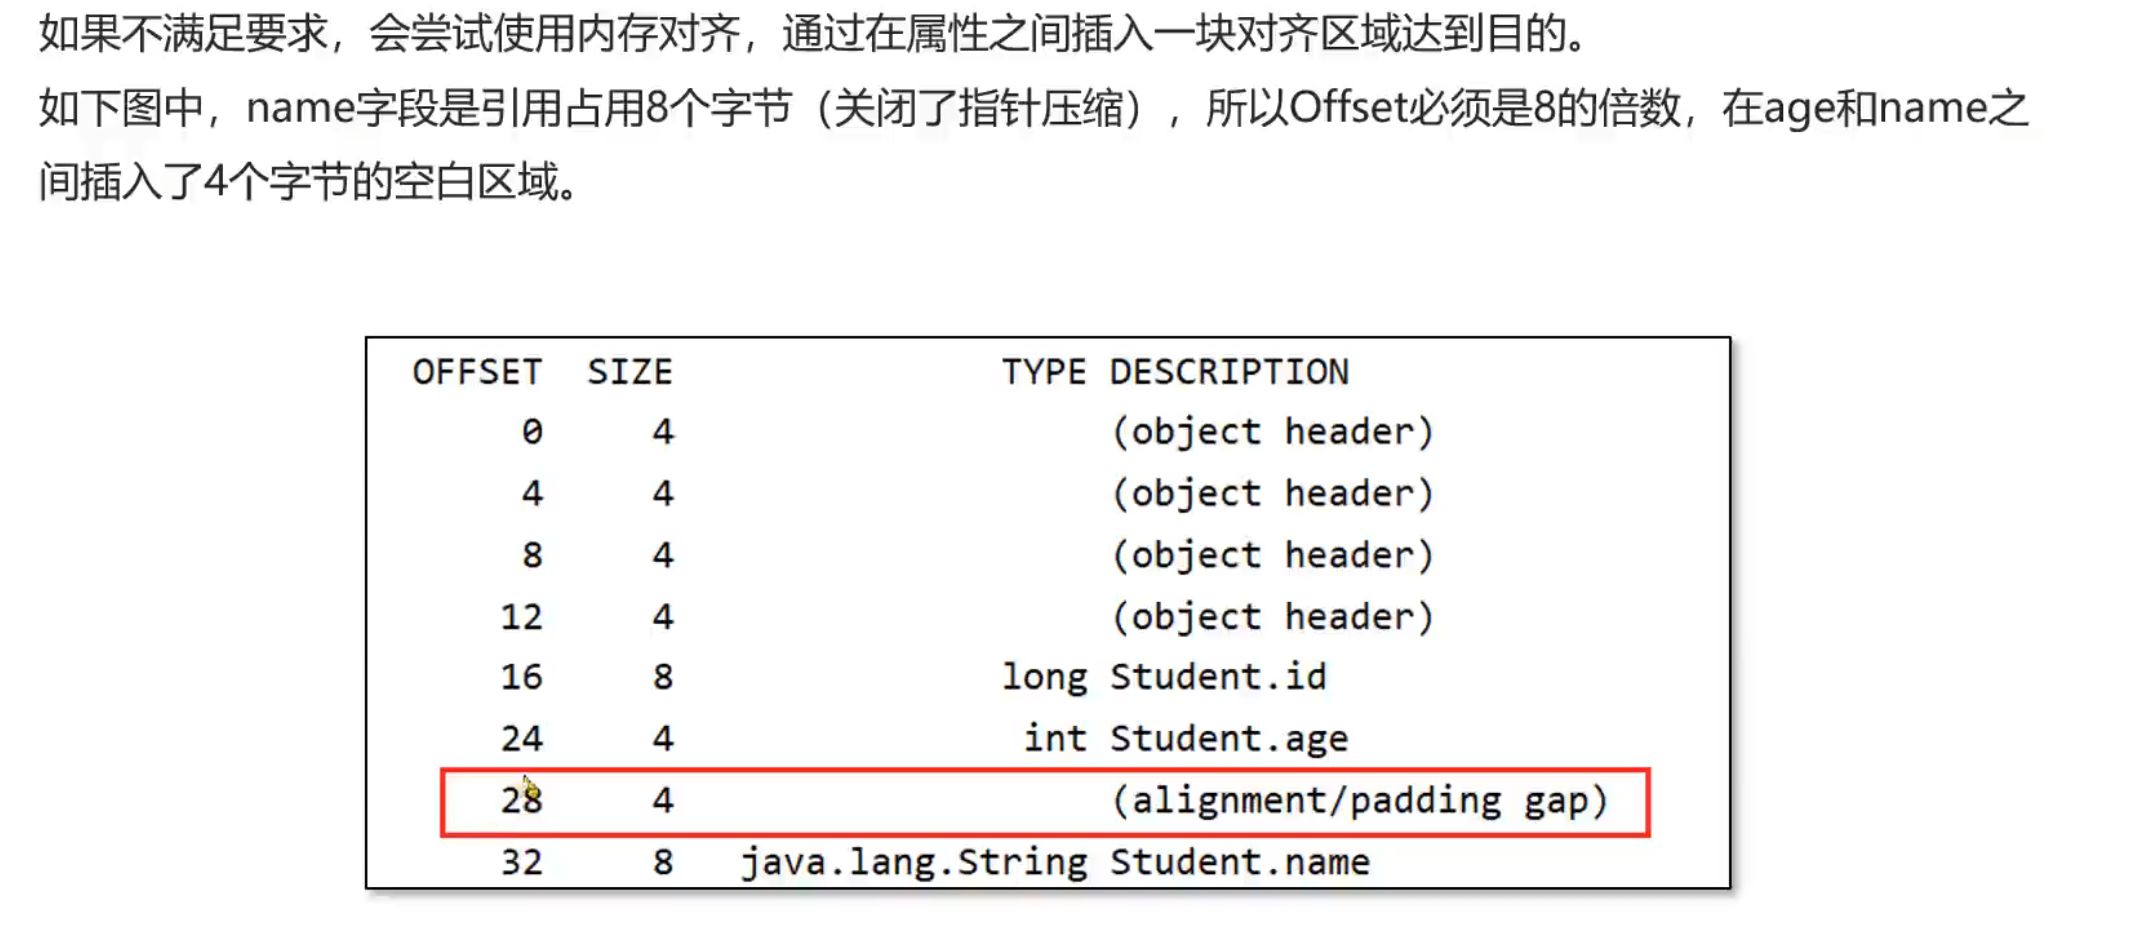 如果不满足要求，会尝试使用内存对齐，通过在属性之间插入一块对齐区域达到目的。
如下图中，name字段是引用占用8个字节（关闭了指针压缩），所以Offset必须是8的倍数，在age和name之
间插入了4个字节的空白区域。
OFFSET SIZE TYPE DESCRIPTION
0 4 (object header)
4 4 (object header)
8 4 (object header)
12 4 (object header)
16 8 long Student.id
24 4 int Student.age
28 4 (alignment/padding gap)
32 8 java.lang.String Student.name